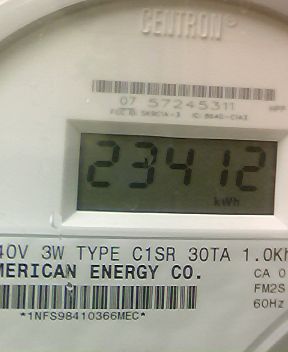 CENTRON®
07 57245311
23412
kWh
40V 3W TYPE C1SR 30TA 1.0Kh
MERICAN ENERGY CO.
CA 0
FM2S
60Hz
*1NFS98410366MEC*